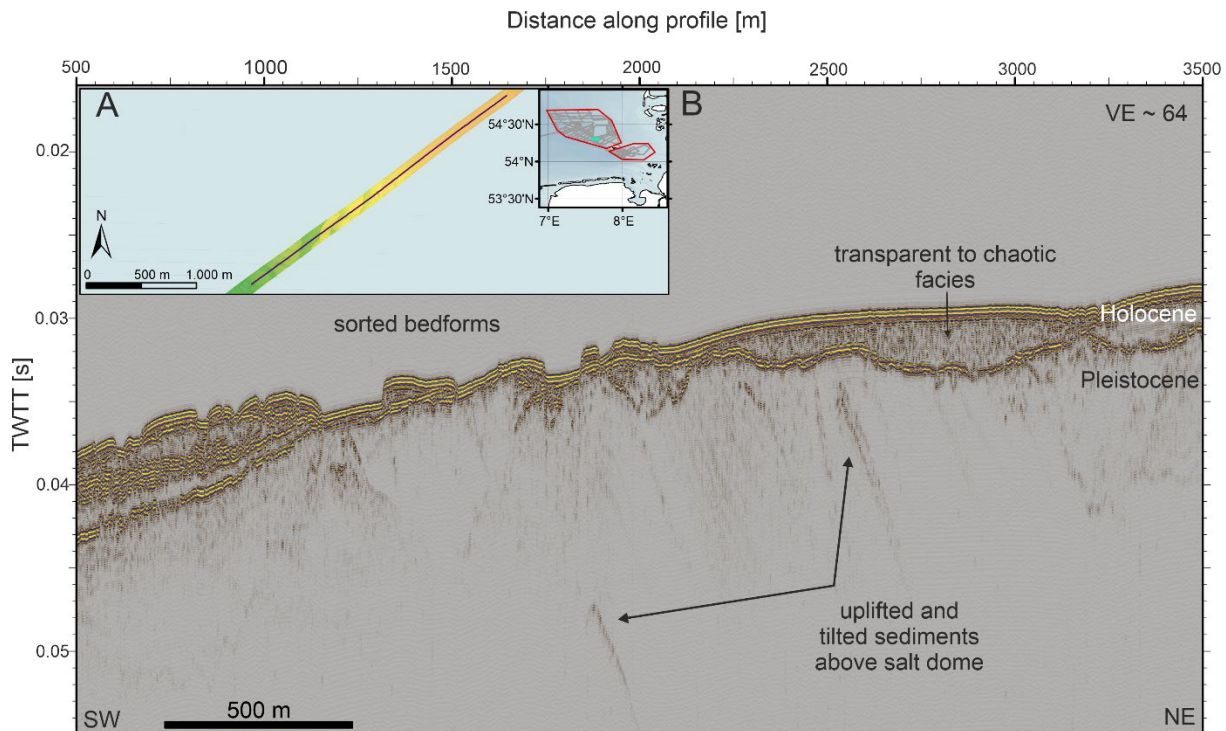 Distance along profile [m]
500 1000 1500 2000 2500 3000 3500
A
B
VE ~ 64
54°30'N
54°N
53°30'N
7°E 8°E
N
0 500 m 1.000 m
0.02
0.03
0.04
0.05
TWTT [s]
transparent to chaotic
facies
sorted bedforms
Holocene
Pleistocene
uplifted and
tilted sediments
above salt dome
500 m
SW
NE